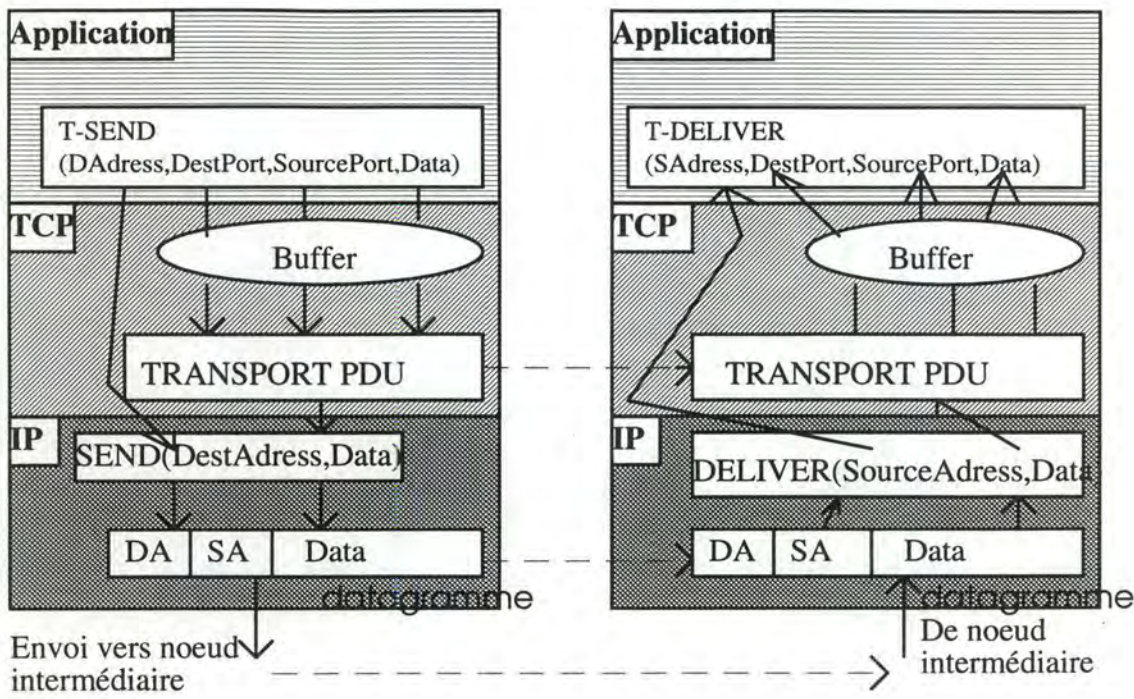 Application
T-SEND
(DAdress,DestPort,SourcePort,Data)
TCP
Buffer
TRANSPORT PDU
IP
SEND(DestAdress,Data)
DA SA Data
datagramme
Envoi vers noeud
intermédiaire
Application
T-DELIVER
(SAdress,DestPort,SourcePort,Data)
TCP
Buffer
TRANSPORT PDU
IP
DELIVER(SourceAdress,Data
DA SA Data
datagramme
De noeud
intermédiaire